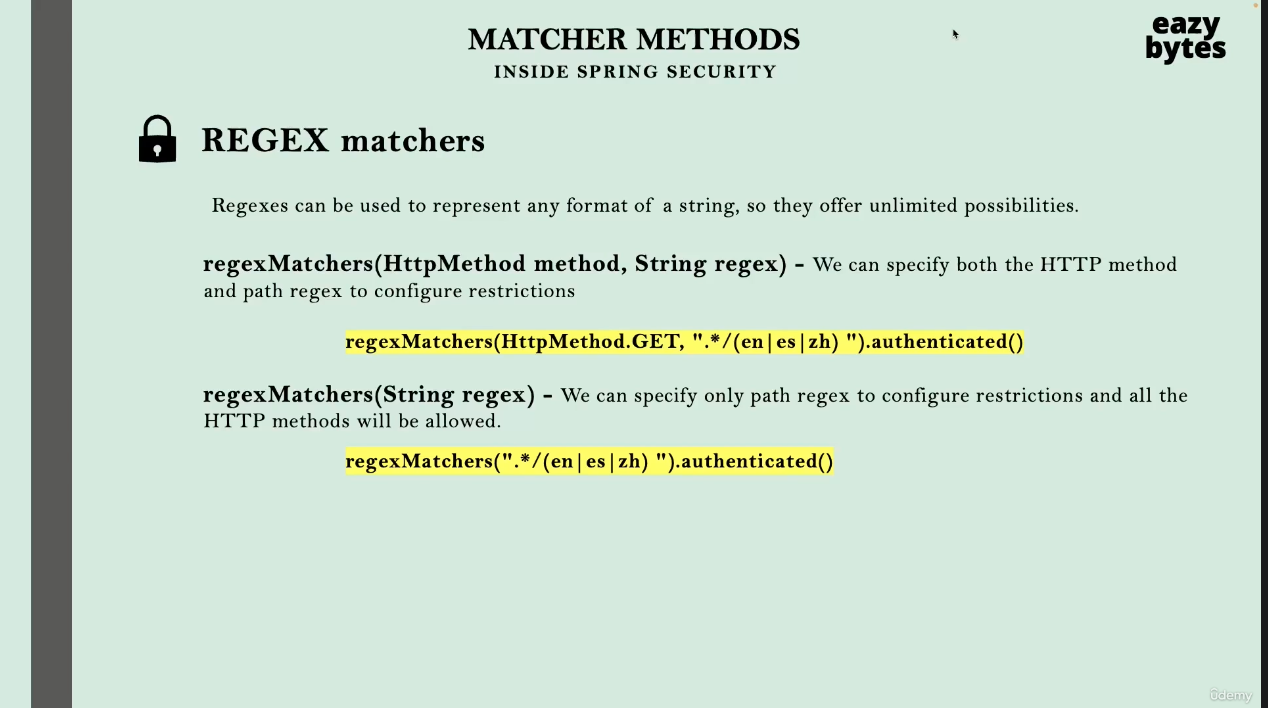 MATCHER METHODS
INSIDE SPRING SECURITY
eazy
bytes
REGEX matchers
Regexes can be used to represent any format of a string, so they offer unlimited possibilities.
regexMatchers(HttpMethod method, String regex) - We can specify both the HTTP method
and path regex to configure restrictions
regexMatchers(HttpMethod.GET, ".*/(en|es|zh) ").authenticated()
regexMatchers(String regex) - We can specify only path regex to configure restrictions and all the
HTTP methods will be allowed.
regexMatchers(".*/(en|es|zh) ").authenticated()
ûdemy